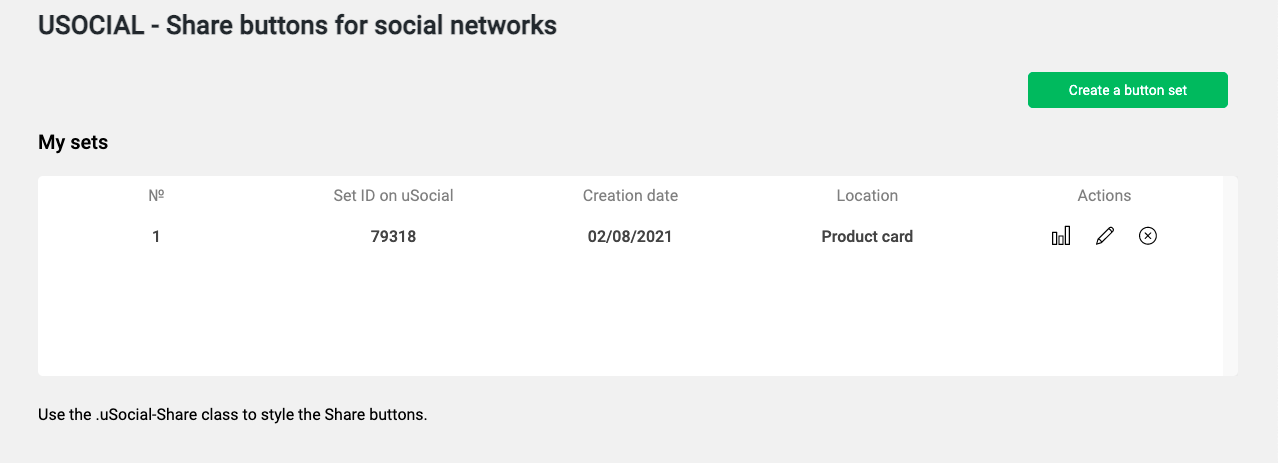 USOCIAL - Share buttons for social networks
Create a button set
My sets
№ Set ID on uSocial Creation date Location Actions
1 79318 02/08/2021 Product card
Use the .uSocial-Share class to style the Share buttons.